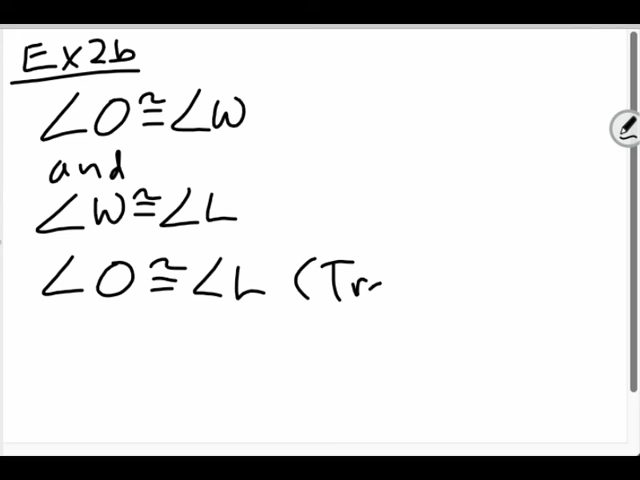 Ex2b
∠O≅∠W
and
∠W≅∠L
∠O≅∠L (Tr